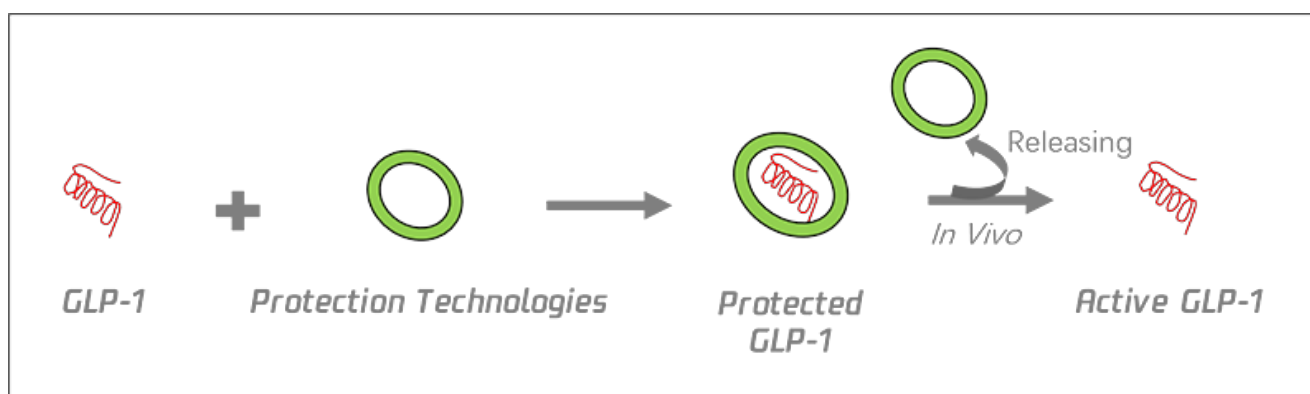 Releasing
In Vivo
GLP-1
Protection Technologies
Protected
GLP-1
Active GLP-1